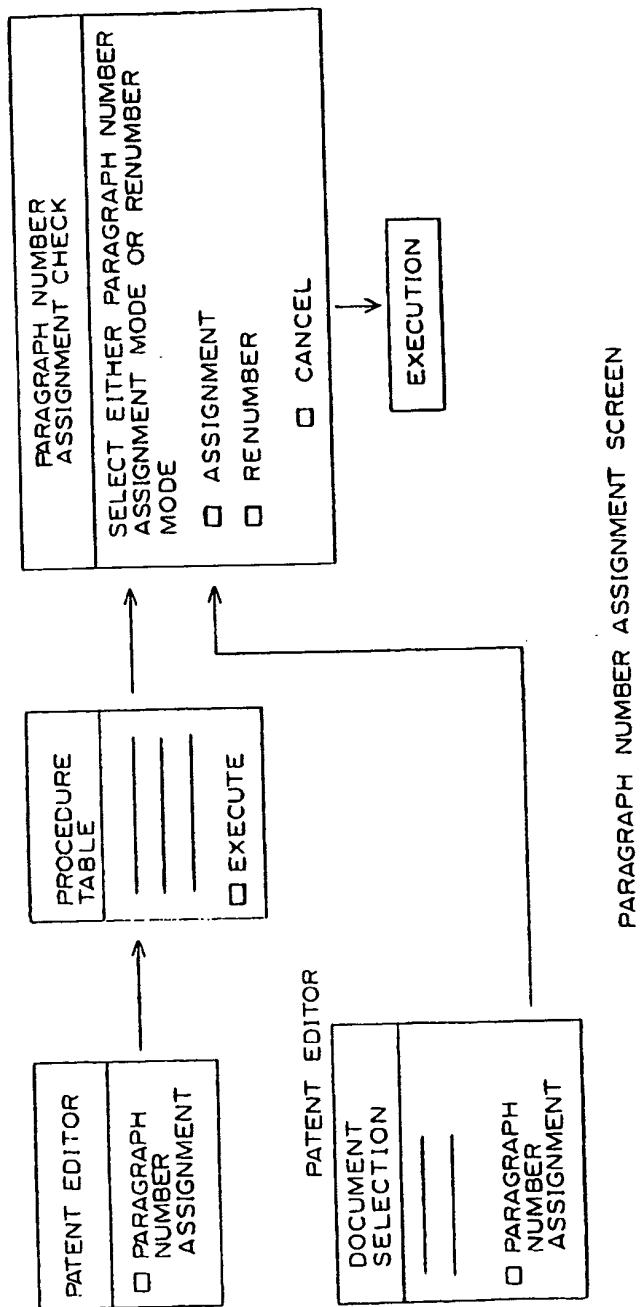 PATENT EDITOR
PARAGRAPH
NUMBER
ASSIGNMENT
PROCEDURE
TABLE
EXECUTE
PARAGRAPH NUMBER
ASSIGNMENT CHECK
SELECT EITHER PARAGRAPH NUMBER
ASSIGNMENT MODE OR RENUMBER
MODE
ASSIGNMENT
RENUMBER
CANCEL
EXECUTION
PATENT EDITOR
DOCUMENT
SELECTION
PARAGRAPH
NUMBER
ASSIGNMENT
PARAGRAPH NUMBER ASSIGNMENT SCREEN